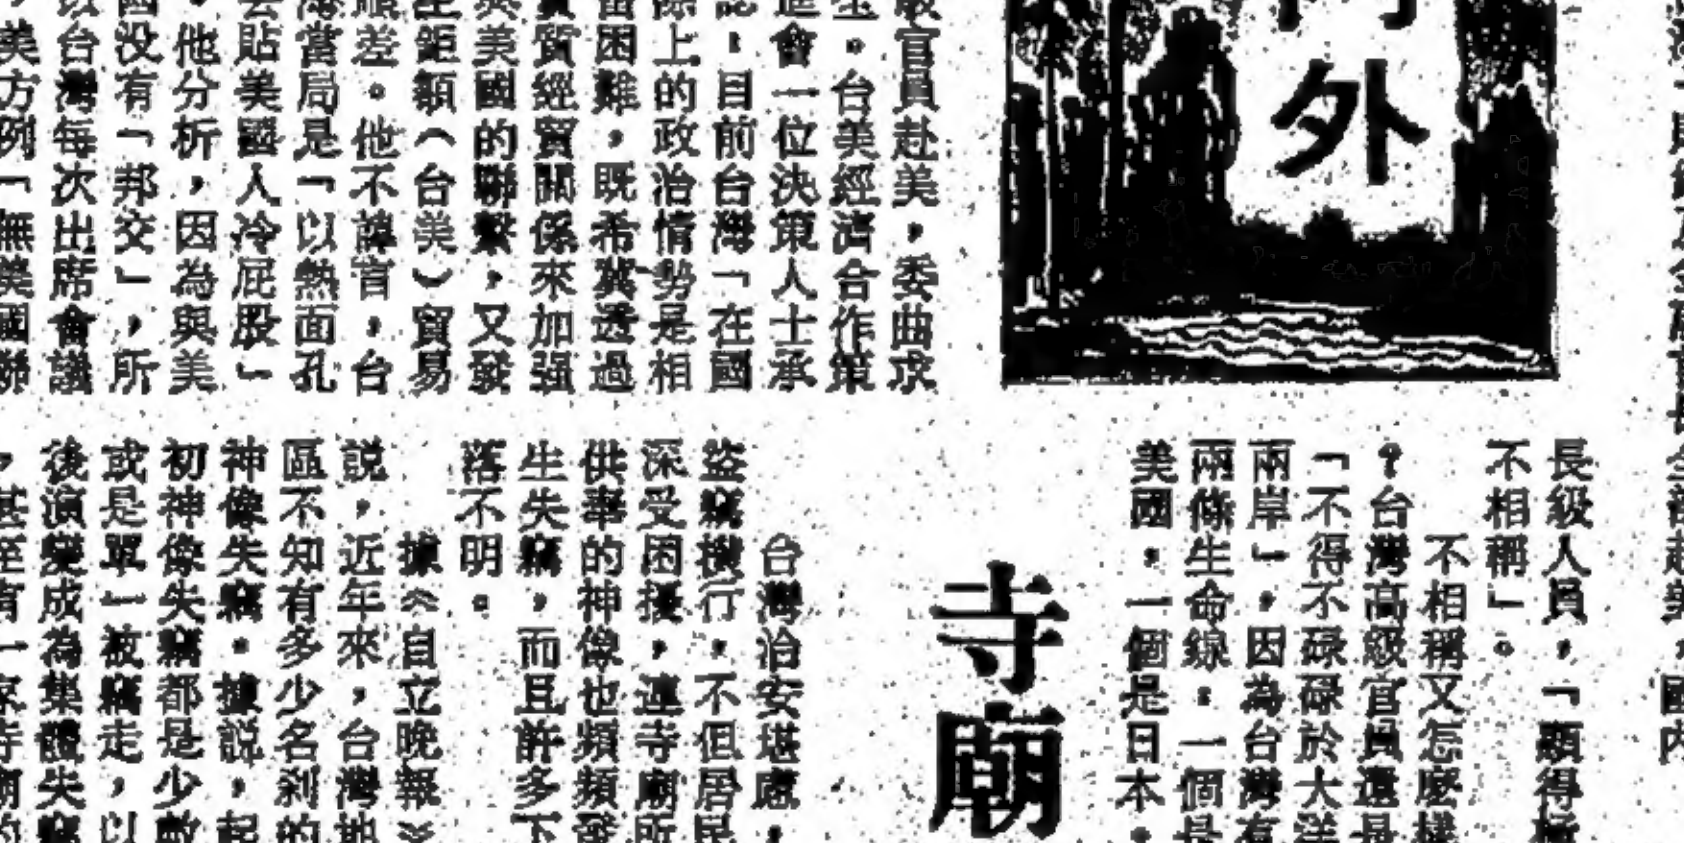 外
官員赴美，委曲求
。台美經濟合作策
進會一位決策人士承
：目前台灣「在國
際上的政治情勢是相
當困難，既希冀透過
實質經貿關係來加强
與美國的聯繫，又發
生鉅額（台美）貿易
順差。他不諱言，台
灣當局是「以熱面孔
去貼美國人冷屁股」
。他分析，因為與美
國没有「邦交」，所
以台灣每次出席會議
美方例「無美國聯
長級人員，「顯得極
不相稱」。
不相稱又怎麼樣
？台灣高級官員還是
「不得不碌碌於大洋
兩岸」，因為台灣有
兩條生命線：一個是
美國，一個是日本。
寺廟
台灣治安堪慮，
盜竊橫行，不但居民
深受困擾，連寺廟所
供奉的神像也頻頻發
生失竊，而且許多下
落不明。
據《自立晚報》
說，近年來，台灣地
區不知有多少名刹的
神像失竊。據說，起
初神像失竊都是少數
或是單一被竊走，以
後演變成為集體失竊
，甚至有一家寺廟的